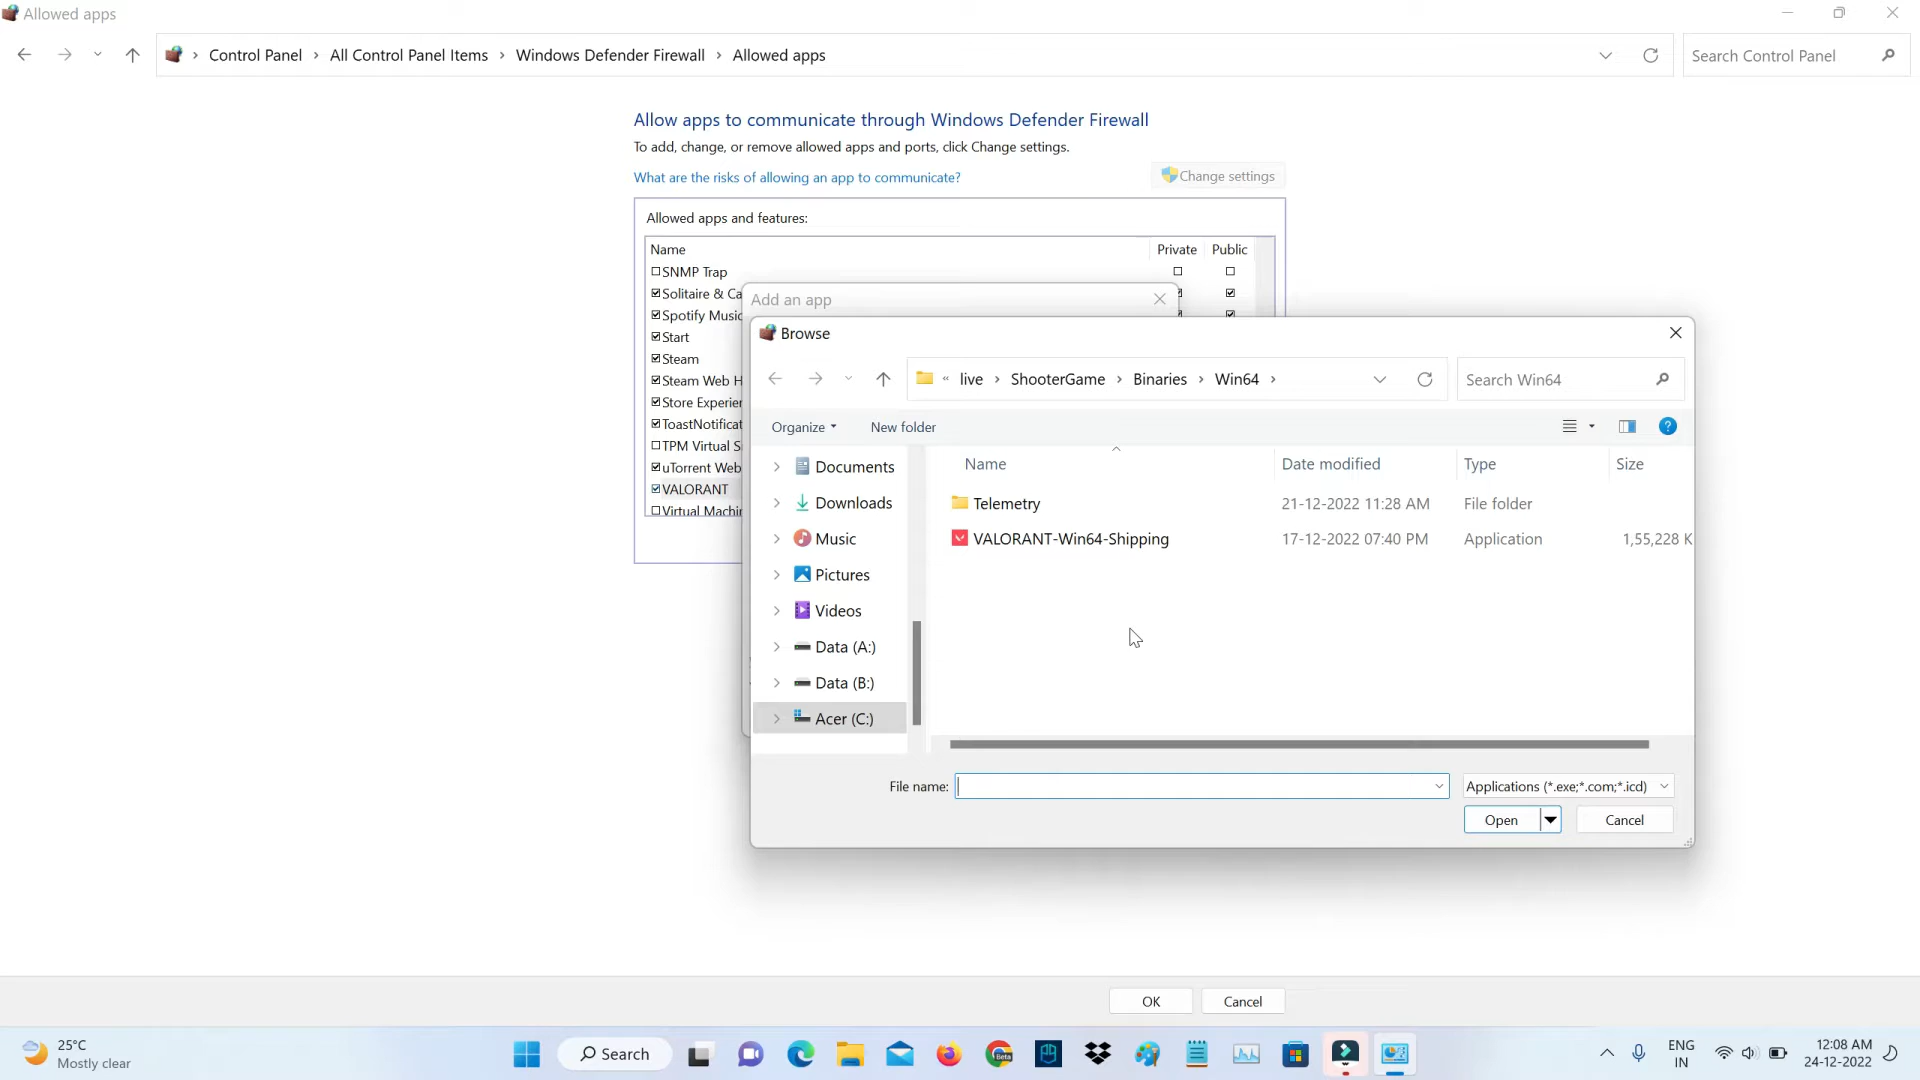 Allowed apps
Control Panel › All Control Panel Items › Windows Defender Firewall › Allowed apps
Search Control Panel
Allow apps to communicate through Windows Defender Firewall
To add, change, or remove allowed apps and ports, click Change settings.
What are the risks of allowing an app to communicate?
Change settings
Allowed apps and features:
Name Private Public
SNMP Trap
Solitaire & Ca
Spotify Music
Start
Steam
Steam Web H
Store Experier
ToastNotificat
TPM Virtual S
uTorrent Web
VALORANT
Virtual Machin
Add an app
Browse
« live › ShooterGame › Binaries › Win64 ›
Search Win64
Organize New folder
Documents
Downloads
Music
Pictures
Videos
Data (A:)
Data (B:)
Acer (C:)
Name Date modified Type Size
Telemetry 21-12-2022 11:28 AM File folder
VALORANT-Win64-Shipping 17-12-2022 07:40 PM Application 1,55,228 K
File name:
Applications (*.exe;*.com;*.icd)
Open Cancel
OK Cancel
25°C
Mostly clear
Search
ENG
IN
12:08 AM
24-12-2022